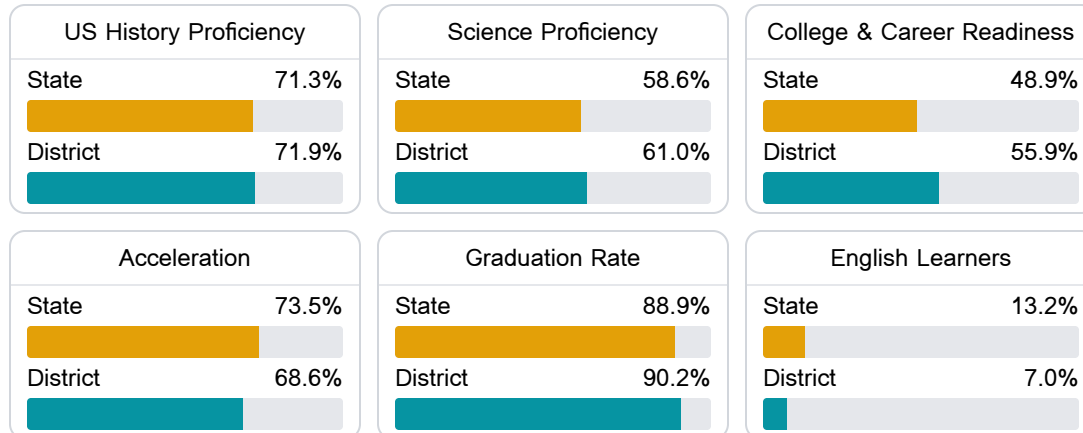 US History Proficiency
State 71.3%
District 71.9%
Science Proficiency
State 58.6%
District 61.0%
College & Career Readiness
State 48.9%
District 55.9%
Acceleration
State 73.5%
District 68.6%
Graduation Rate
State 88.9%
District 90.2%
English Learners
State 13.2%
District 7.0%